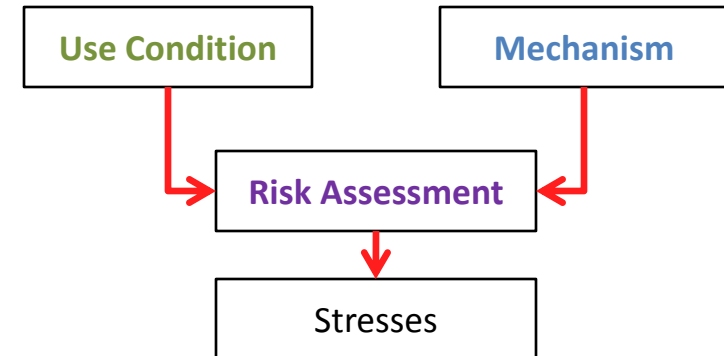 Use Condition
Mechanism
Risk Assessment
Stresses